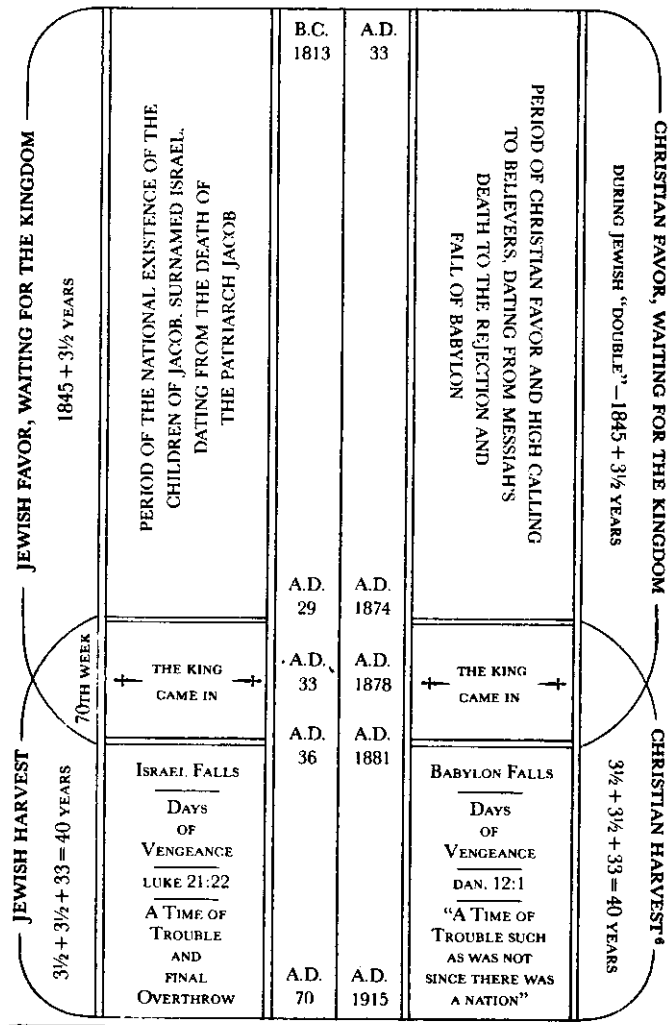 JEWISH FAVOR, WAITING FOR THE KINGDOM
1845 + 3½ YEARS
PERIOD OF THE NATIONAL EXISTENCE OF THE
CHILDREN OF JACOB, SURNAMED ISRAEL,
DATING FROM THE DEATH OF
THE PATRIARCH JACOB
B.C.
1813
A.D.
33
PERIOD OF CHRISTIAN FAVOR AND HIGH CALLING
TO BELIEVERS, DATING FROM MESSIAH'S
DEATH TO THE REJECTION AND
FALL OF BABYLON
DURING JEWISH "DOUBLE"—1845 + 3½ YEARS
CHRISTIAN FAVOR, WAITING FOR THE KINGDOM
A.D.
29
A.D.
1874
70TH WEEK
THE KING
CAME IN
A.D.
33
A.D.
1878
THE KING
CAME IN
A.D.
36
A.D.
1881
JEWISH HARVEST
3½ + 3½ + 33 = 40 YEARS
ISRAEL FALLS
DAYS
OF
VENGEANCE
LUKE 21:22
A TIME OF
TROUBLE
AND
FINAL
OVERTHROW
A.D.
70
A.D.
1915
BABYLON FALLS
DAYS
OF
VENGEANCE
DAN. 12:1
"A TIME OF
TROUBLE SUCH
AS WAS NOT
SINCE THERE WAS
A NATION"
3½ + 3½ + 33 = 40 YEARS
CHRISTIAN HARVEST⁶